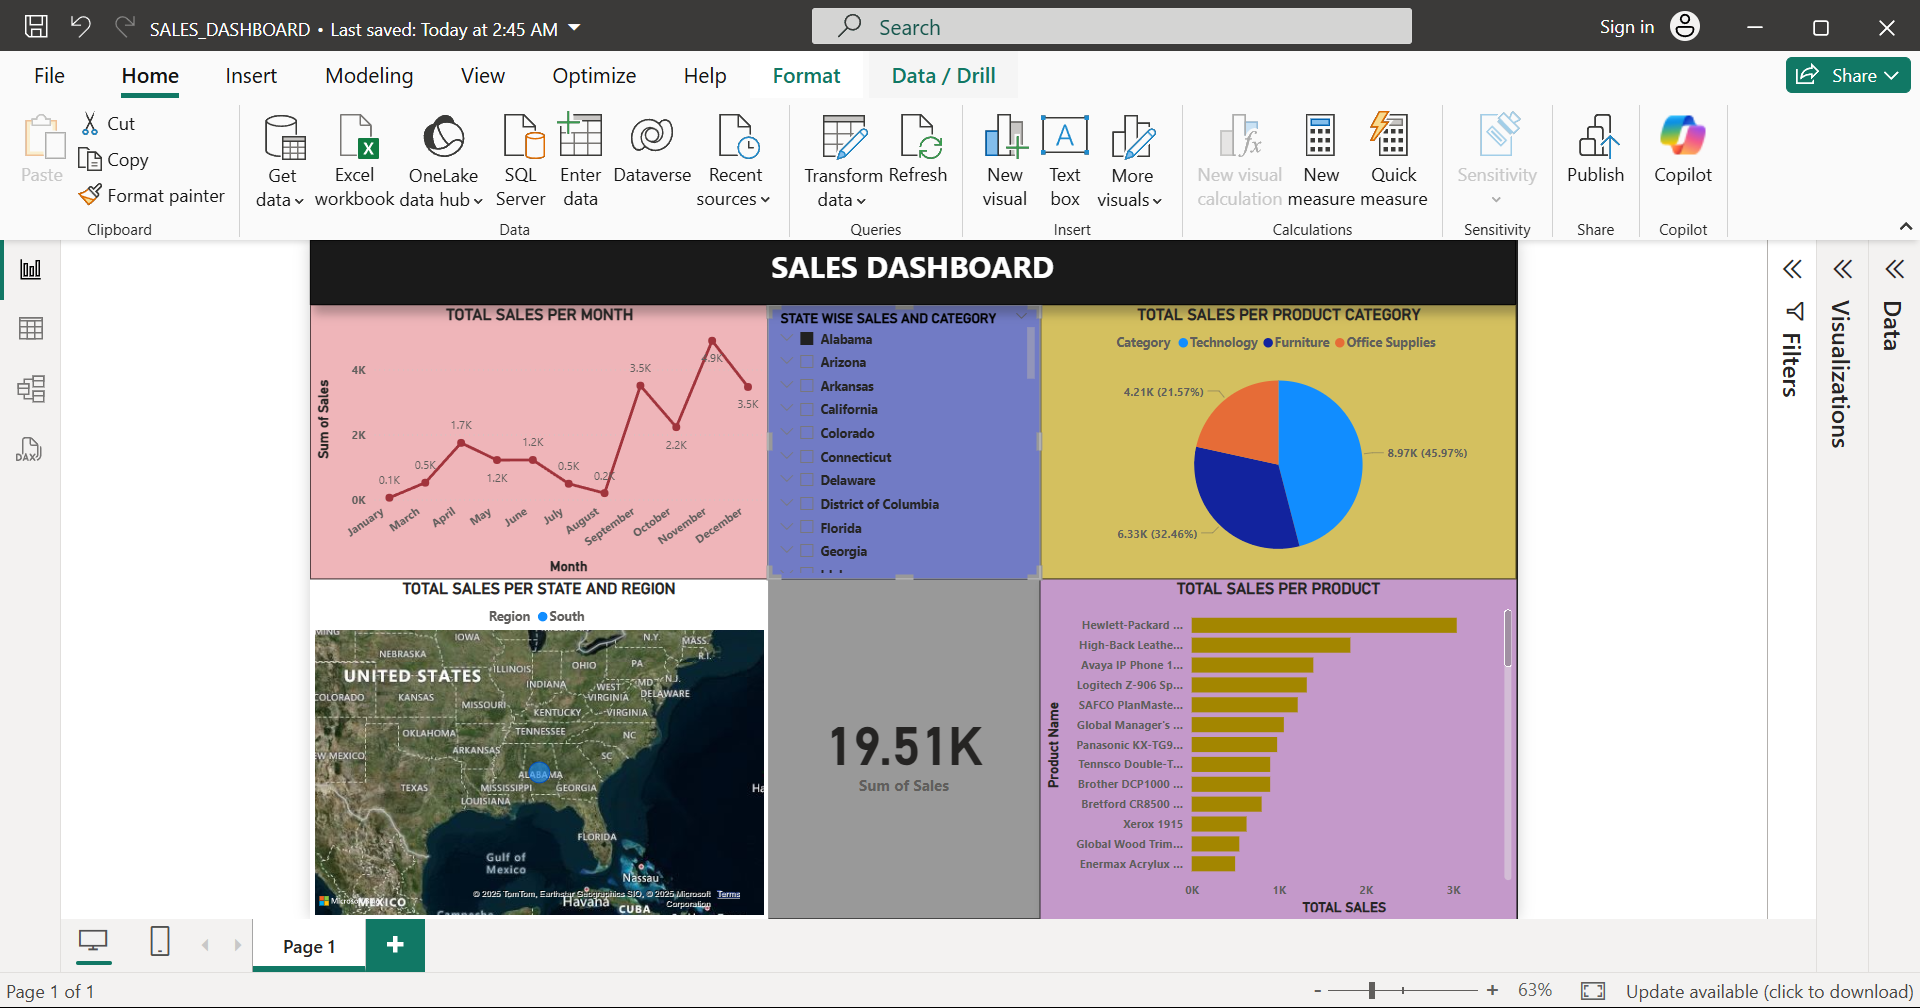 SALES_DASHBOARD • Last saved: Today at 2:45 AM
Search
Sign in
File Home Insert Modeling View Optimize Help Format Data / Drill
Share
Paste
Cut
Copy
Format painter
Clipboard
Get data
Excel workbook
OneLake data hub
SQL Server
Enter data
Dataverse
Recent sources
Data
Transform data
Refresh
Queries
New visual
Text box
More visuals
Insert
New visual calculation
New measure
Quick measure
Calculations
Sensitivity
Sensitivity
Publish
Share
Copilot
Copilot
DAX
SALES DASHBOARD
TOTAL SALES PER MONTH
Sum of Sales
4K
2K
0K
0.1K
0.5K
1.7K
1.2K
1.2K
0.5K
0.2K
3.5K
2.2K
4.9K
3.5K
January
March
April
May
June
July
August
September
October
November
December
Month
STATE WISE SALES AND CATEGORY
Alabama
Arizona
Arkansas
California
Colorado
Connecticut
Delaware
District of Columbia
Florida
Georgia
TOTAL SALES PER PRODUCT CATEGORY
Category Technology Furniture Office Supplies
4.21K (21.57%)
8.97K (45.97%)
6.33K (32.46%)
TOTAL SALES PER STATE AND REGION
Region South
IOWA
N.Y.
MASS.
NEBRASKA
ILLINOIS
OHIO
PA
R.I.
UNITED STATES
INDIANA
MD
N.J.
COLORADO
KANSAS
MISSOURI
WEST VIRGINIA
DELAWARE
KENTUCKY
VIRGINIA
OKLAHOMA
TENNESSEE
NC
NEW MEXICO
ARKANSAS
SC
ALABAMA
TEXAS
MISSISSIPPI
GEORGIA
LOUISIANA
FLORIDA
Gulf of
Mexico
Nassau
© 2025 TomTom, Earthstar Geographics SIO, © 2025 Microsoft Corporation Terms
MEXICO
Havana
CUBA
19.51K
Sum of Sales
TOTAL SALES PER PRODUCT
Product Name
Hewlett-Packard ...
High-Back Leathe...
Avaya IP Phone 1...
Logitech Z-906 Sp...
SAFCO PlanMaste...
Global Manager's ...
Panasonic KX-TG9...
Tennsco Double-T...
Brother DCP1000 ...
Bretford CR8500 ...
Xerox 1915
Global Wood Trim...
Enermax Acrylux ...
0K 1K 2K 3K
TOTAL SALES
Filters
Visualizations
Data
Page 1
Page 1 of 1
63%
Update available (click to download)